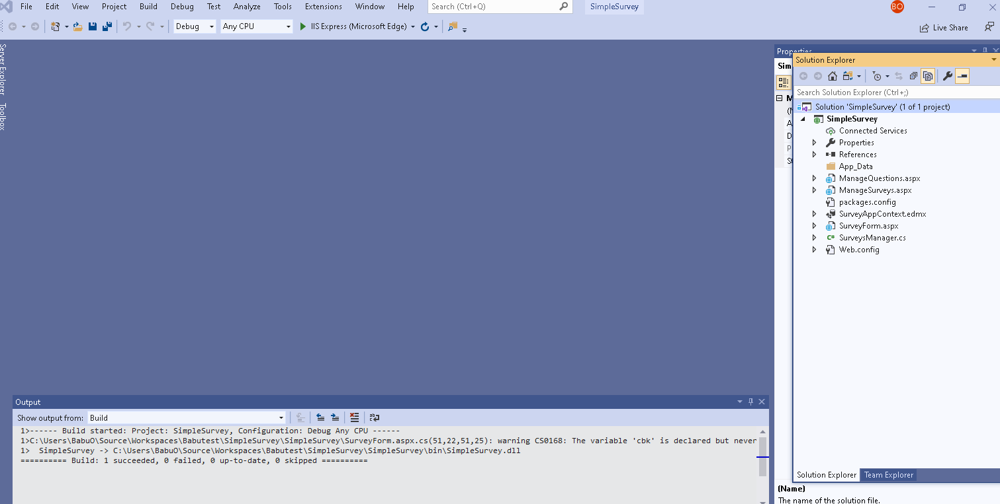 File Edit View Project Build Debug Test Analyze Tools Extensions Window Help Search (Ctrl+Q) SimpleSurvey BO
Debug Any CPU IIS Express (Microsoft Edge) Live Share
Server Explorer
Toolbox
Properties
Sim
M
(N
A
D
P
St
Solution Explorer
Search Solution Explorer (Ctrl+;)
Solution 'SimpleSurvey' (1 of 1 project)
SimpleSurvey
Connected Services
Properties
References
App_Data
ManageQuestions.aspx
ManageSurveys.aspx
packages.config
SurveyAppContext.edmx
SurveyForm.aspx
C# SurveysManager.cs
Web.config
Solution Explorer Team Explorer
(Name)
The name of the solution file.
Output
Show output from: Build
1>------ Build started: Project: SimpleSurvey, Configuration: Debug Any CPU ------
1>C:\Users\BabuO\Source\Workspaces\Babutest\SimpleSurvey\SimpleSurvey\SurveyForm.aspx.cs(51,22,51,25): warning CS0168: The variable 'cbk' is declared but never
1>  SimpleSurvey -> C:\Users\BabuO\Source\Workspaces\Babutest\SimpleSurvey\SimpleSurvey\bin\SimpleSurvey.dll
========== Build: 1 succeeded, 0 failed, 0 up-to-date, 0 skipped ==========